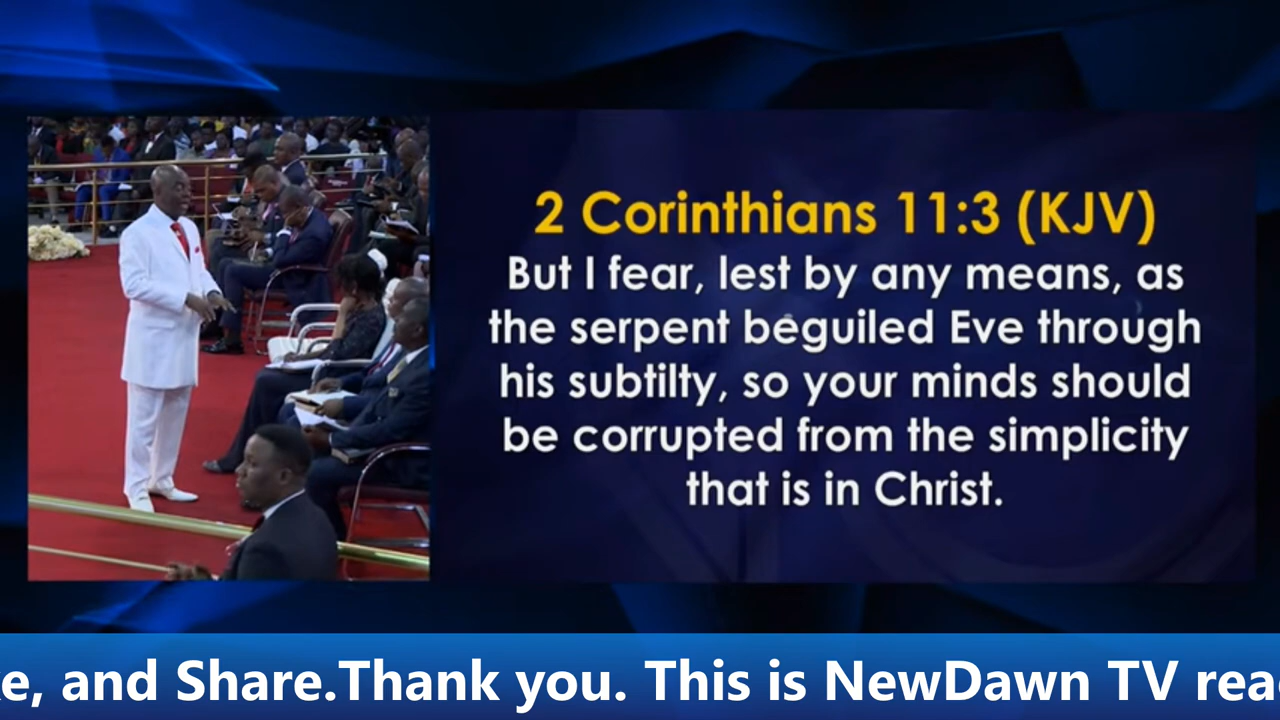 2 Corinthians 11:3 (KJV)
But I fear, lest by any means, as
the serpent beguiled Eve through
his subtilty, so your minds should
be corrupted from the simplicity
that is in Christ.
, and Share.Thank you. This is NewDawn TV